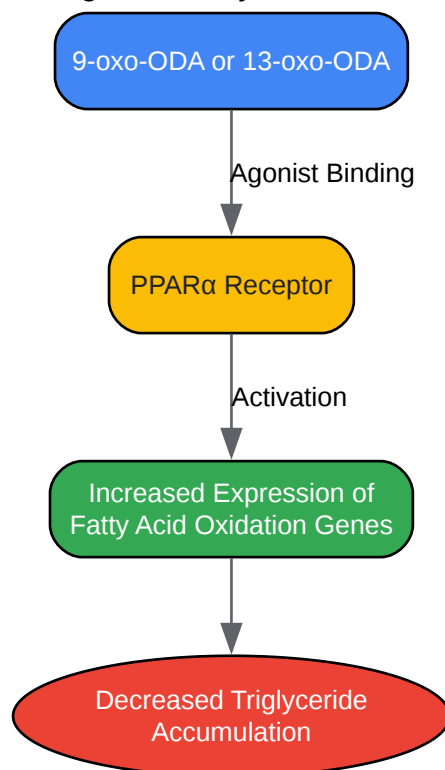 9-oxo-ODA or 13-oxo-ODA
Agonist Binding
PPARα Receptor
Activation
Increased Expression of
Fatty Acid Oxidation Genes
Decreased Triglyceride
Accumulation